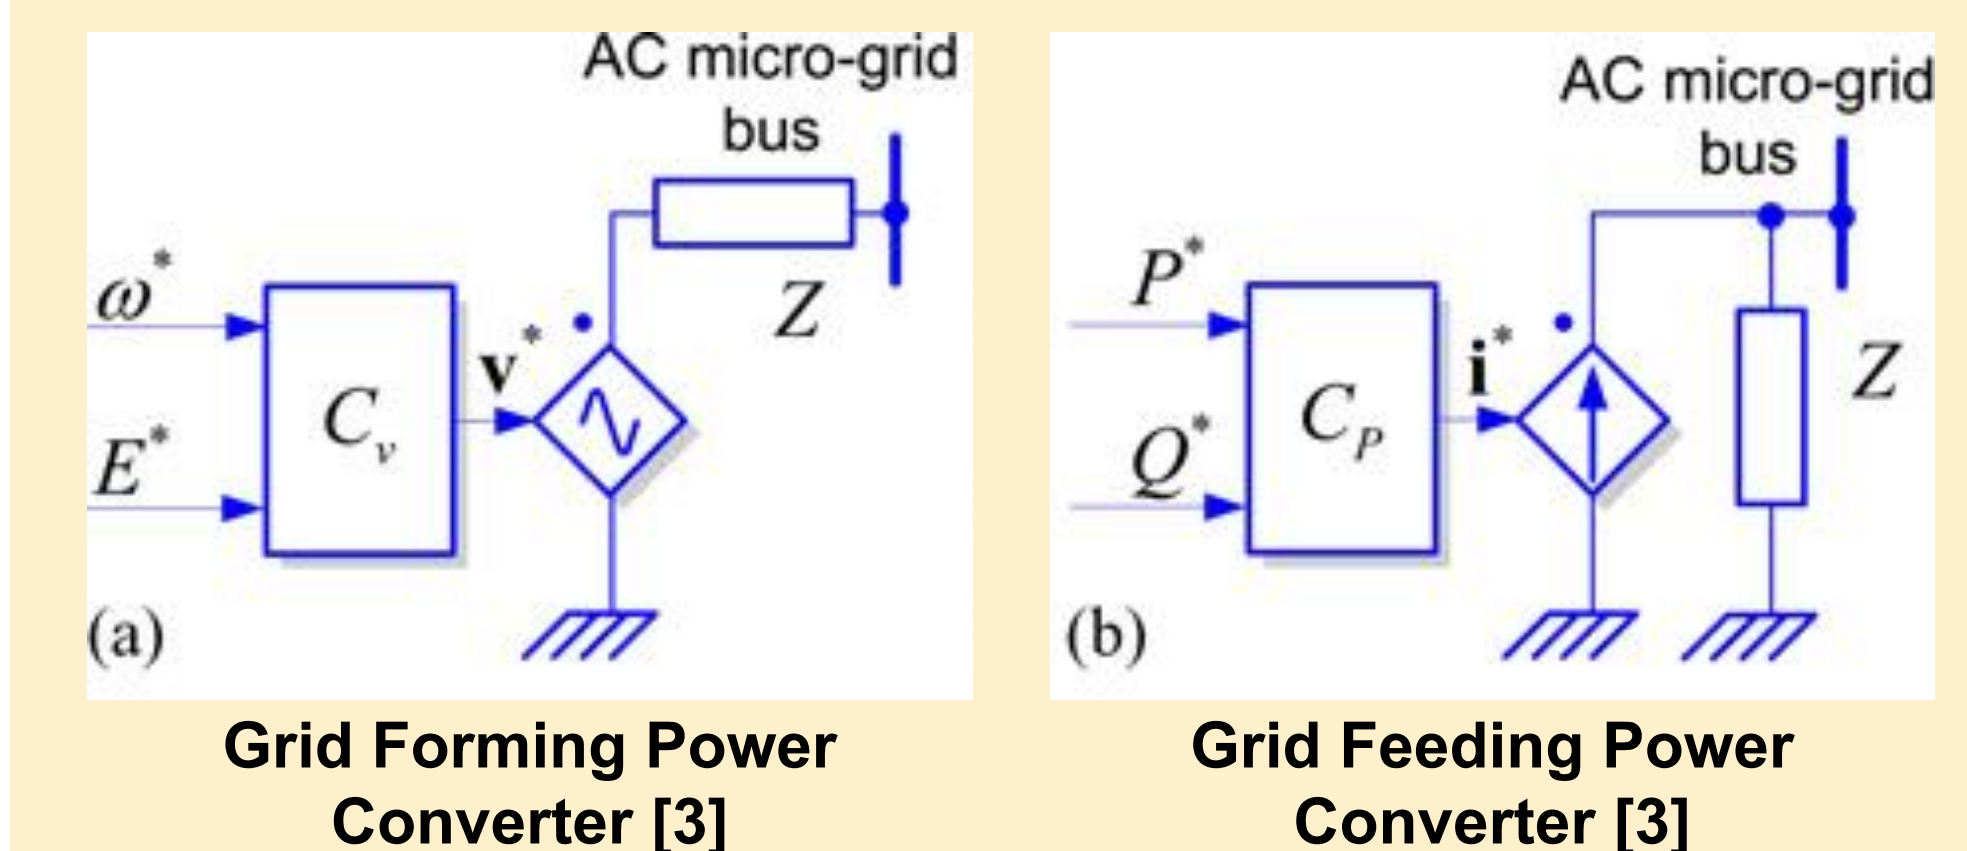 AC micro-grid
bus
ω*
E*
Cv
v*
Z
(a)
Grid Forming Power
Converter [3]
AC micro-grid
bus
P*
Q*
CP
i*
Z
(b)
Grid Feeding Power
Converter [3]